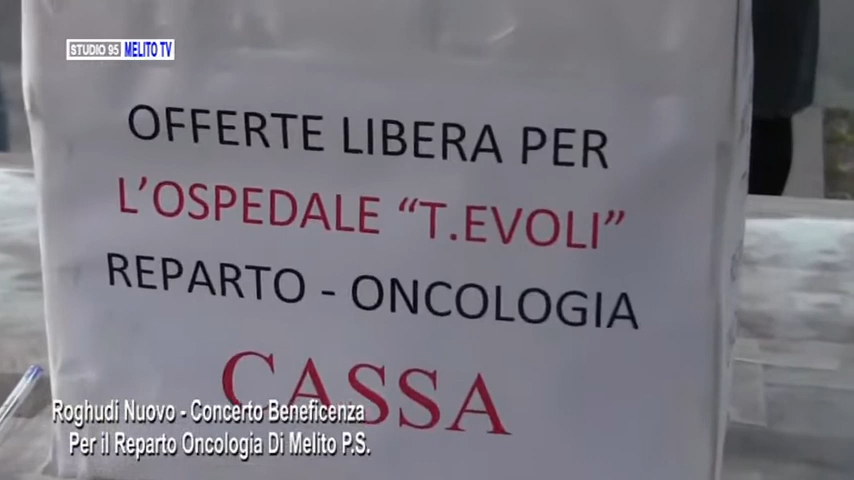 STUDIO 95 MELITO TV
OFFERTE LIBERA PER
L'OSPEDALE “T.EVOLI”
REPARTO - ONCOLOGIA
CASSA
Roghudi Nuovo - Concerto Beneficenza
Per il Reparto Oncologia Di Melito P.S.